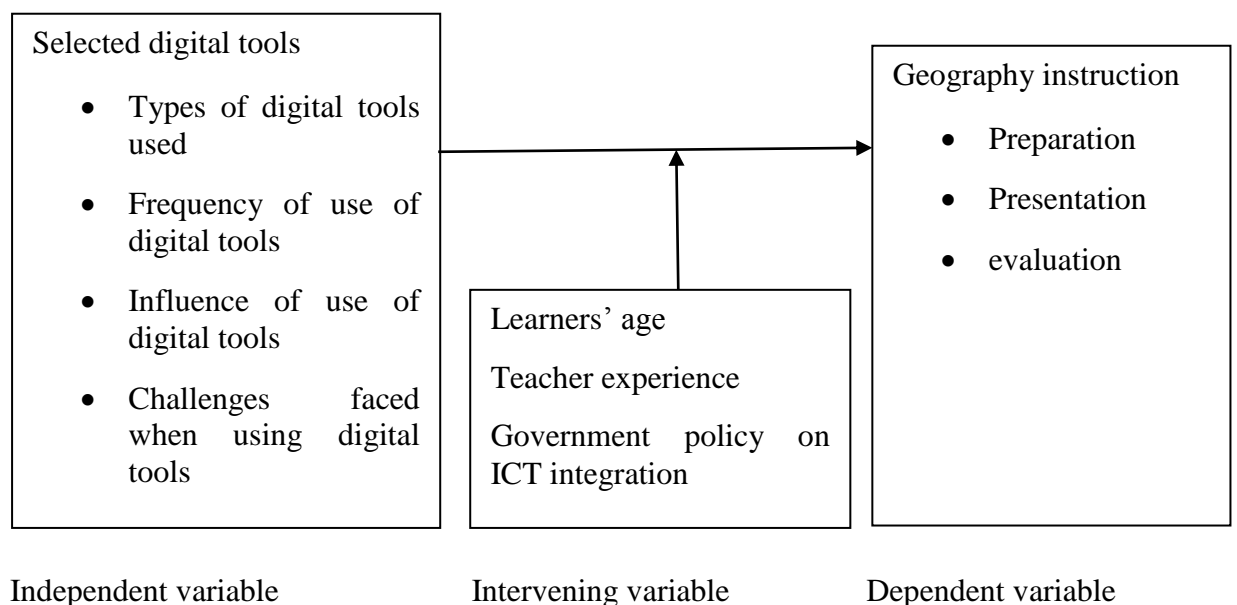 Selected digital tools
• Types of digital tools
used
• Frequency of use of
digital tools
• Influence of use of
digital tools
• Challenges faced
when using digital
tools
Learners’ age
Teacher experience
Government policy on
ICT integration
Geography instruction
• Preparation
• Presentation
• evaluation
Independent variable
Intervening variable
Dependent variable